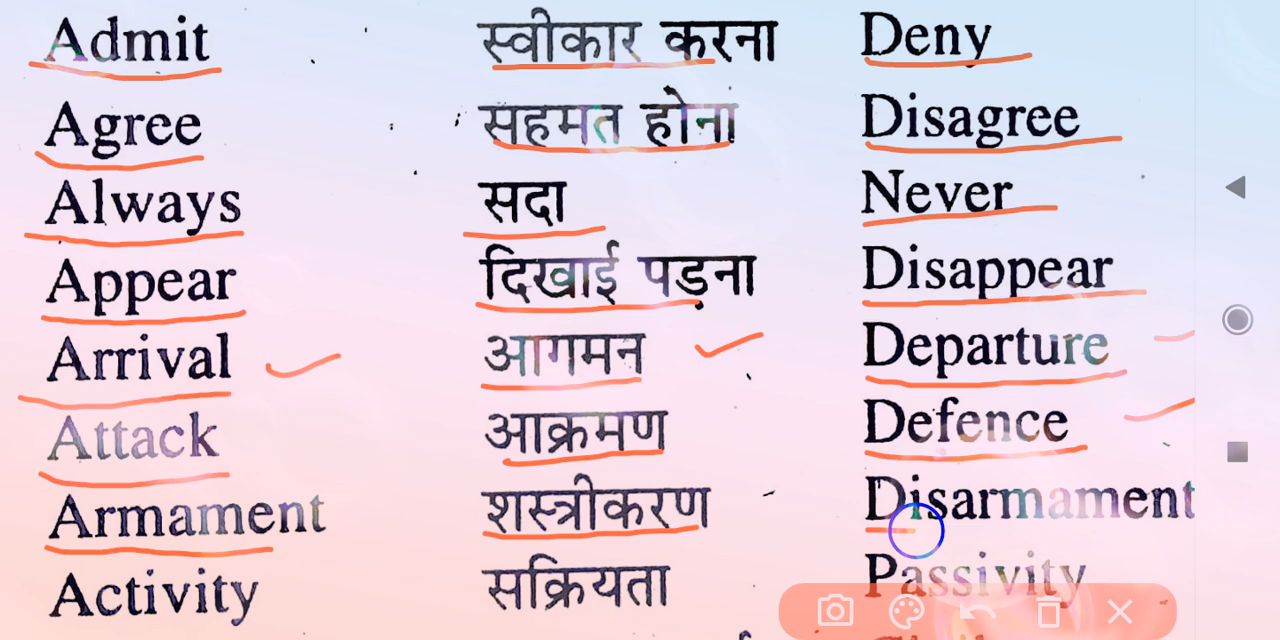 Admit स्वीकार करना Deny
Agree सहमत होना Disagree
Always सदा Never
Appear दिखाई पड़ना Disappear
Arrival आगमन Departure
Attack आक्रमण Defence
Armament शस्त्रीकरण Disarmament
Activity सक्रियता Passivity